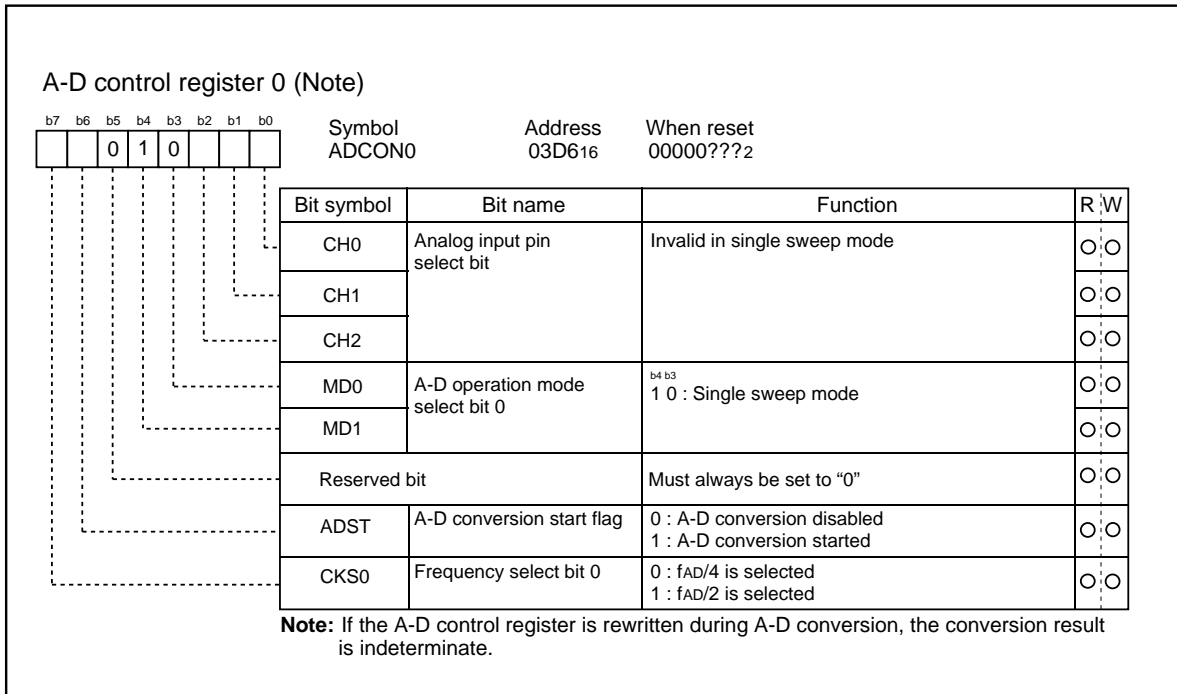 A-D control register 0 (Note)
b7 b6 b5 b4 b3 b2 b1 b0
0 1 0
Symbol Address When reset
ADCON0 03D616 00000???2
Bit symbol Bit name Function R W
CH0 Analog input pin select bit Invalid in single sweep mode
CH1
CH2
MD0 A-D operation mode select bit 0
b4 b3
1 0 : Single sweep mode
MD1
Reserved bit Must always be set to “0”
ADST A-D conversion start flag 0 : A-D conversion disabled
1 : A-D conversion started
CKS0 Frequency select bit 0 0 : fAD/4 is selected
1 : fAD/2 is selected
Note: If the A-D control register is rewritten during A-D conversion, the conversion result
is indeterminate.